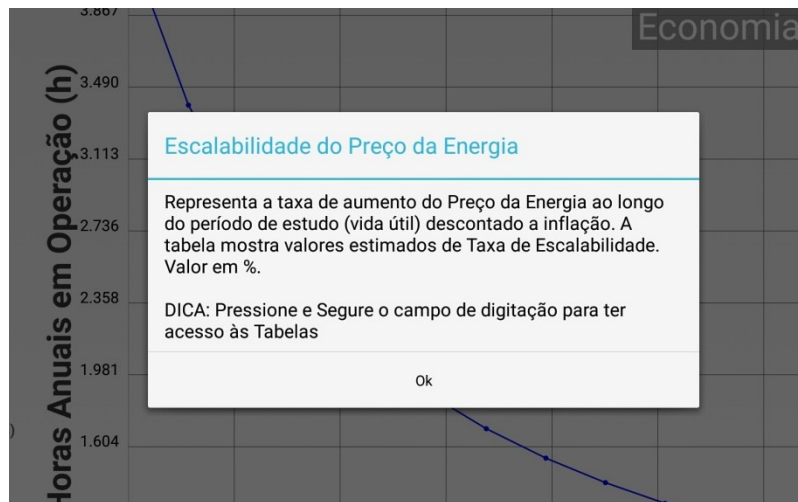 3.867
Economia
3.490
Escalabilidade do Preço da Energia
3.113
Representa a taxa de aumento do Preço da Energia ao longo
do período de estudo (vida útil) descontado a inflação. A
tabela mostra valores estimados de Taxa de Escalabilidade.
Valor em %.
2.736
2.358
DICA: Pressione e Segure o campo de digitação para ter
acesso às Tabelas
1.981
Ok
1.604
Horas Anuais em Operação (h)
)